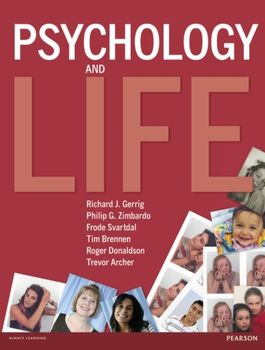 PSYCHOLOGY
AND
LIFE
Richard J. Gerrig
Philip G. Zimbardo
Frode Svartdal
Tim Brennen
Roger Donaldson
Trevor Archer
ALWAYS LEARNING
PEARSON